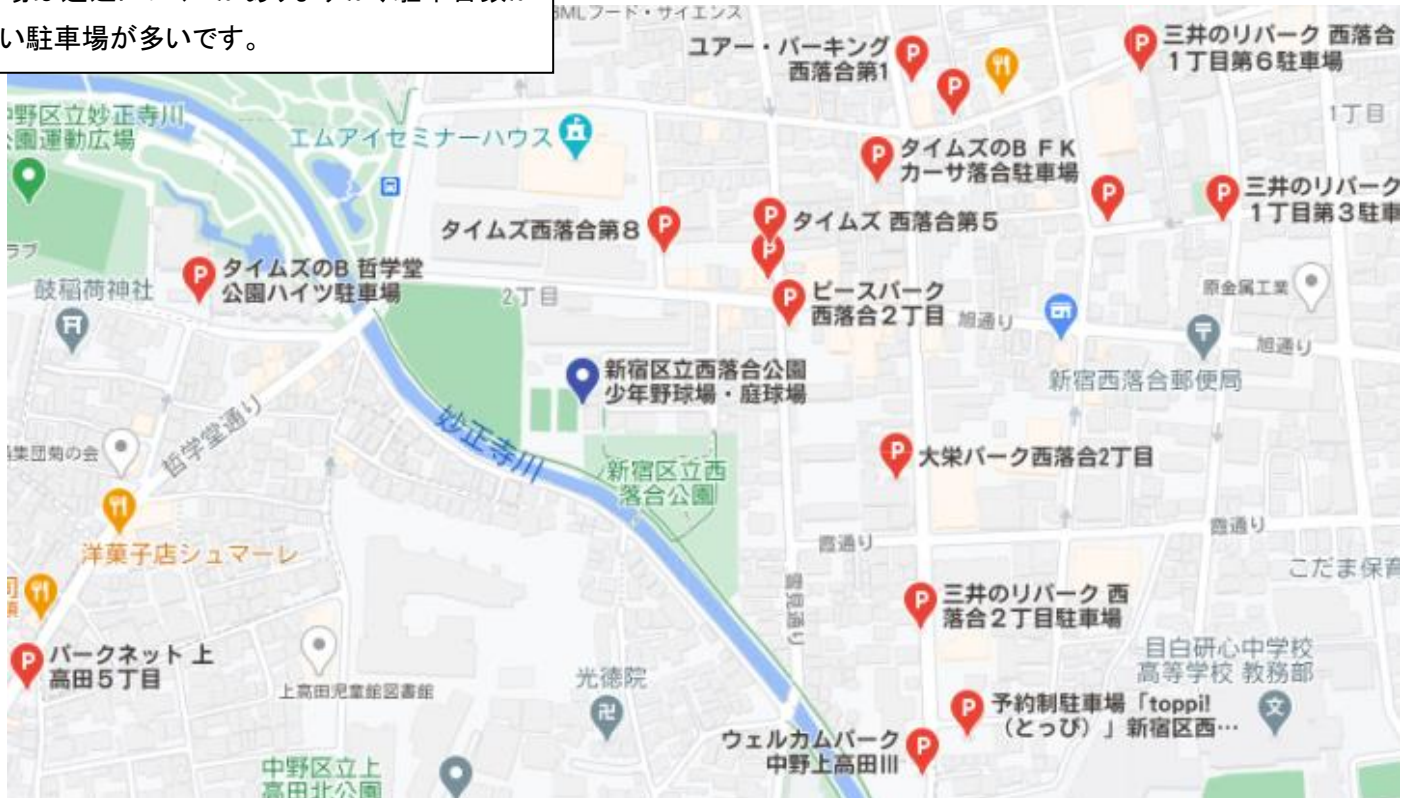 い駐車場が多いです。
BMLフード・サイエンス
ユアー・パーキング
西落合第1
三井のリパーク 西落合
1丁目第6駐車場
1丁目
中野区立妙正寺川
公園運動広場
エムアイセミナーハウス
タイムズのB FK
カーサ落合駐車場
三井のリパーク
1丁目第3駐車
タイムズ西落合第8
タイムズ 西落合第5
ラブ
鼓稲荷神社
タイムズのB 哲学堂
公園ハイツ駐車場
2丁目
ピースパーク
西落合2丁目
旭通り
原金属工業
旭通り
新宿区立西落合公園
少年野球場・庭球場
新宿西落合郵便局
哲学堂通り
妙正寺川
集団菊の会
新宿区立西
落合公園
大栄パーク西落合2丁目
洋菓子店シュマーレ
霞通り
霞通り
こだま保育
富見通り
三井のリパーク 西
落合2丁目駐車場
パークネット 上
高田5丁目
上高田児童館図書館
光徳院
目白研心中学校
高等学校 教務部
予約制駐車場「toppi!
（とっぴ）」新宿区西…
ウェルカムパーク
中野上高田III
中野区立上
高田北公園